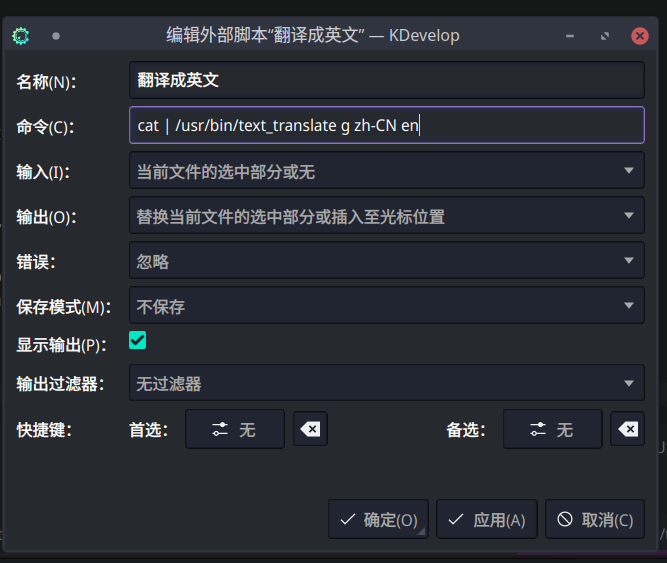 编辑外部脚本“翻译成英文” — KDevelop
名称(N): 翻译成英文
命令(C): cat | /usr/bin/text_translate g zh-CN en
输入(I): 当前文件的选中部分或无
输出(O): 替换当前文件的选中部分或插入至光标位置
错误: 忽略
保存模式(M): 不保存
显示输出(P):
输出过滤器: 无过滤器
快捷键: 首选: 无 备选: 无
确定(O) 应用(A) 取消(C)